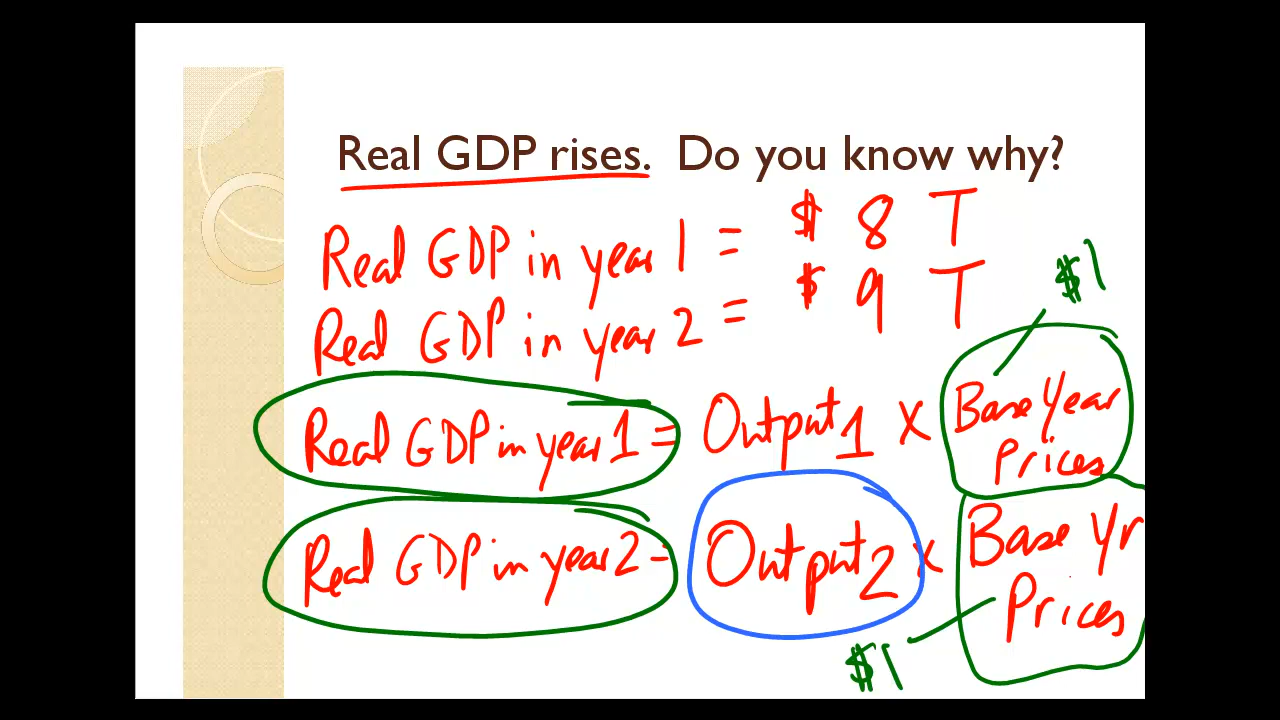 Real GDP rises. Do you know why?
Real GDP in year 1 = $ 8 T
$1
Real GDP in year 2 = $ 9 T
Real GDP in year 1 = Output 1 x Base Year Prices
Real GDP in year 2 = Output 2 x Base Yr Prices
$1